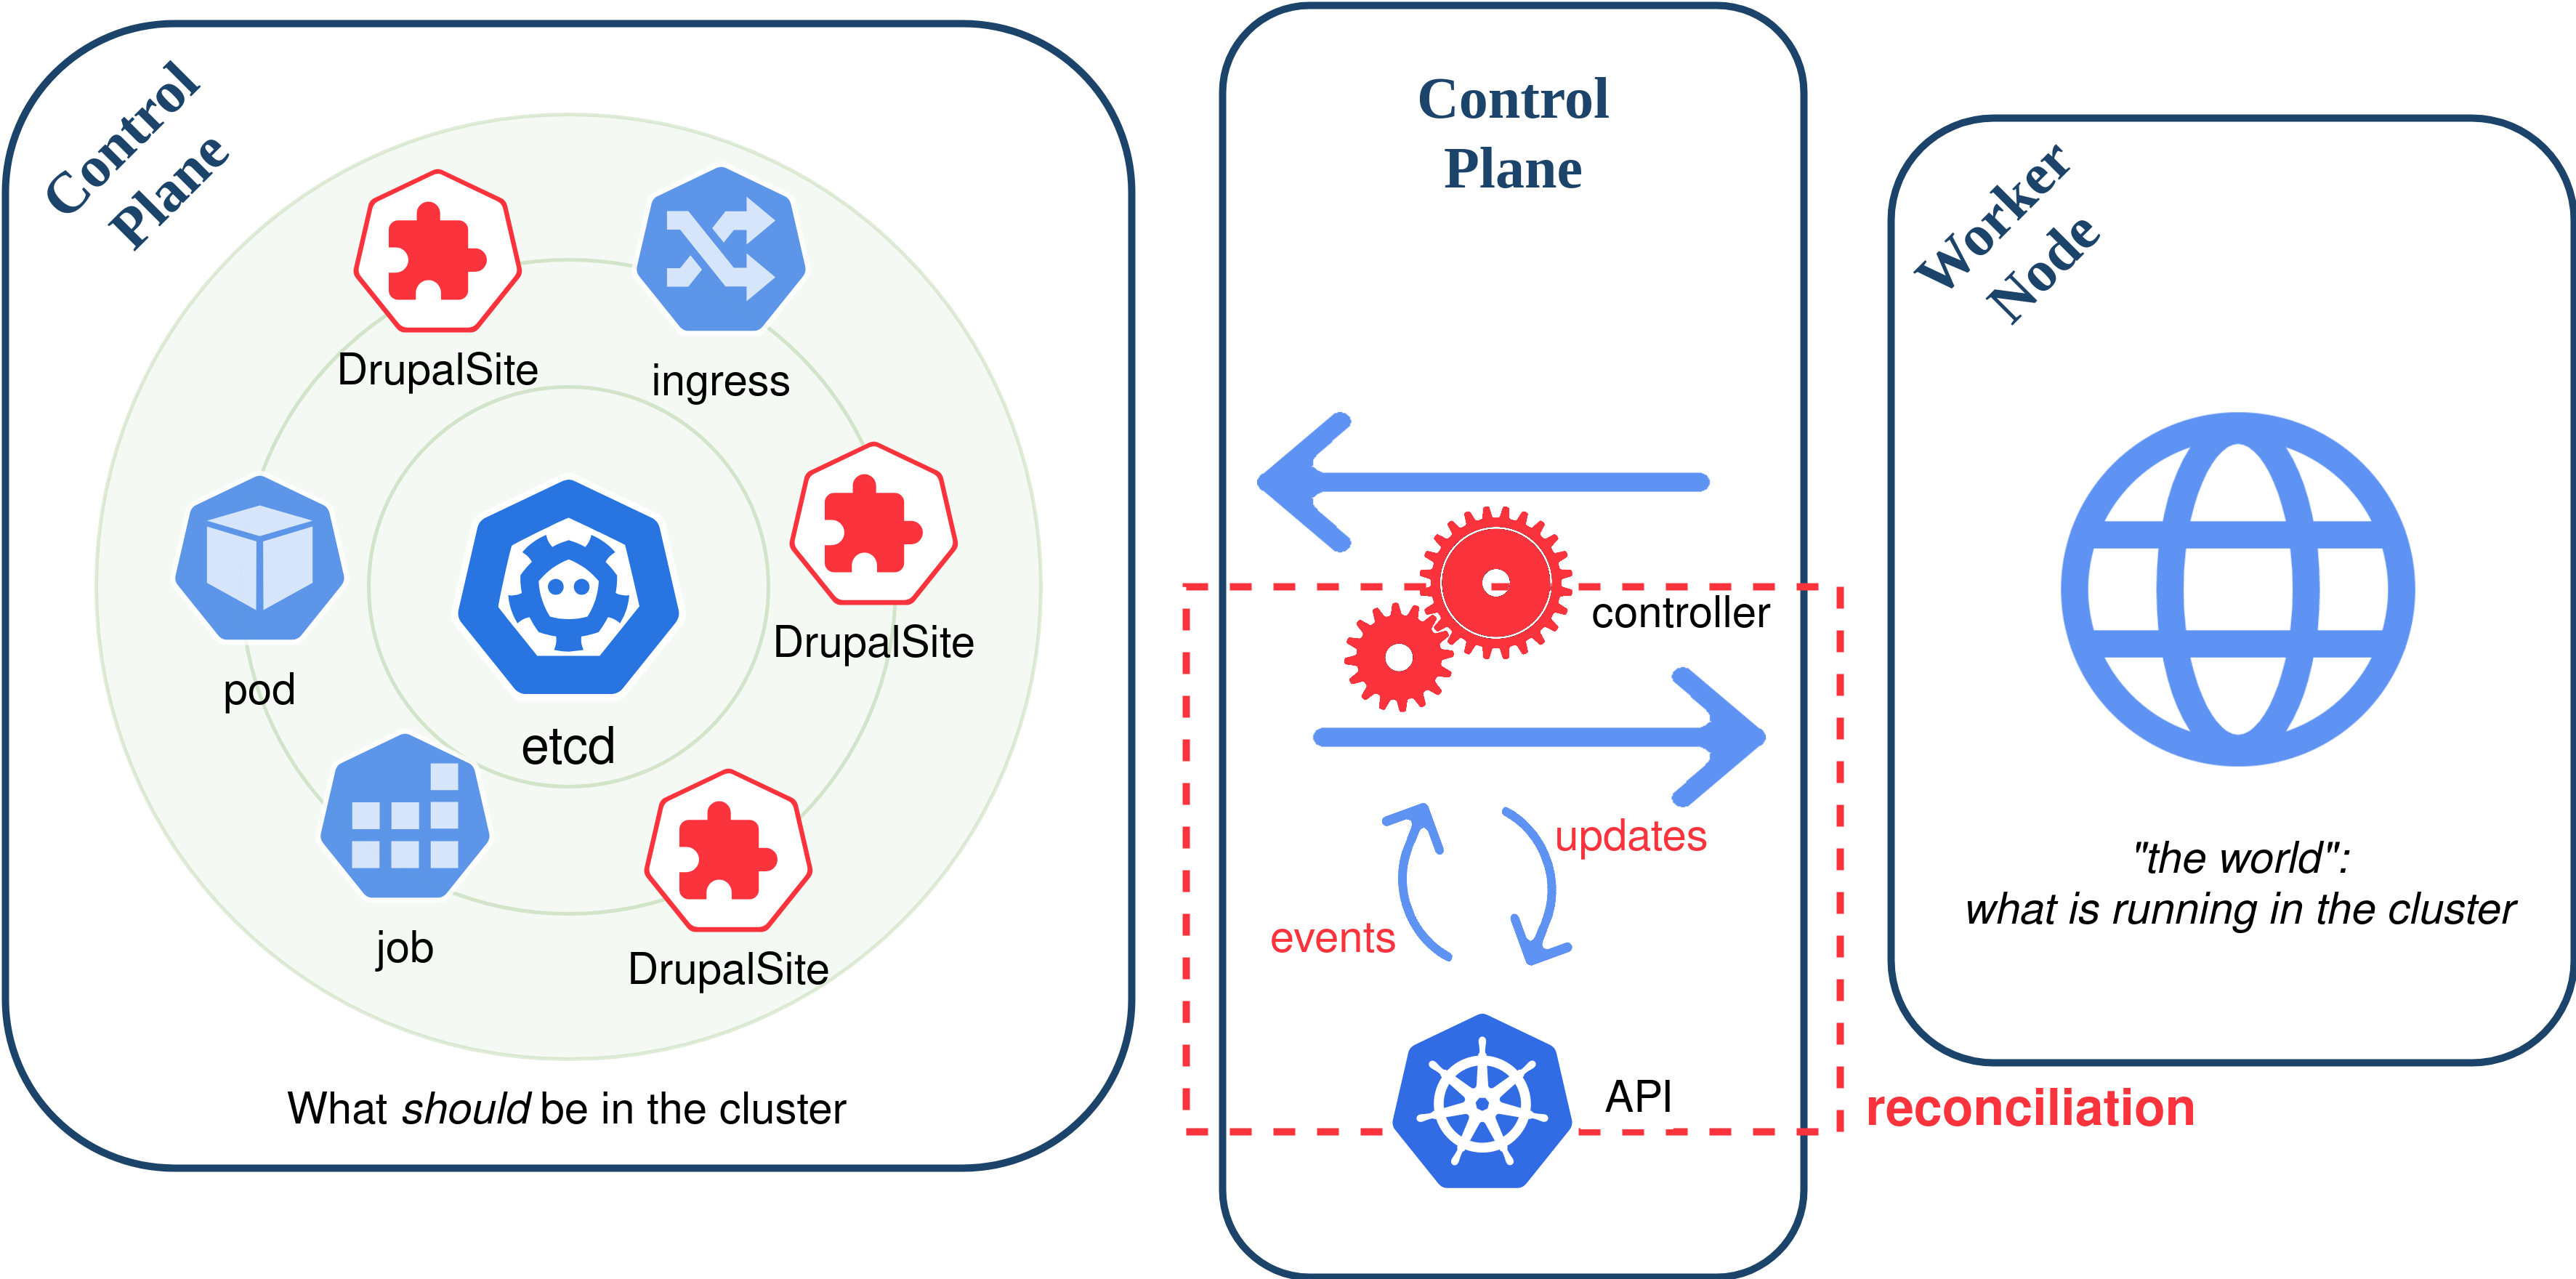 Control
Plane
DrupalSite
ingress
DrupalSite
pod
etcd
job
DrupalSite
What should be in the cluster
Control
Plane
controller
updates
events
API
reconciliation
Worker
Node
"the world":
what is running in the cluster